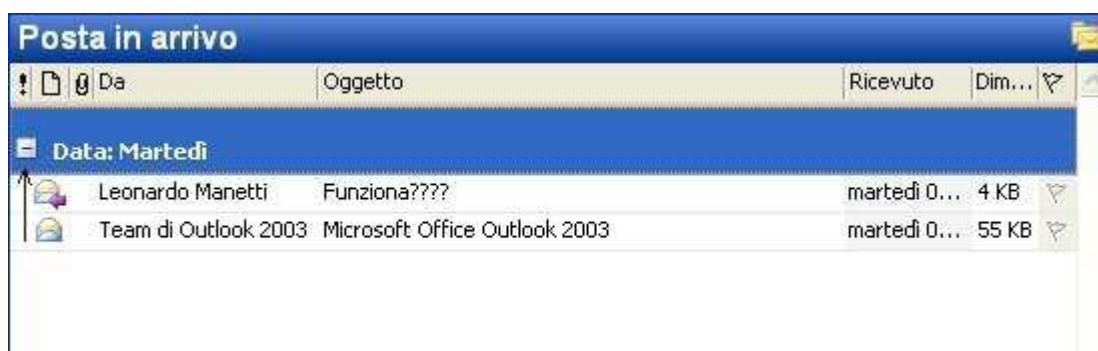 Posta in arrivo
Da Oggetto Ricevuto Dim...
Data: Martedì
Leonardo Manetti Funziona???? martedì 0... 4 KB
Team di Outlook 2003 Microsoft Office Outlook 2003 martedì 0... 55 KB